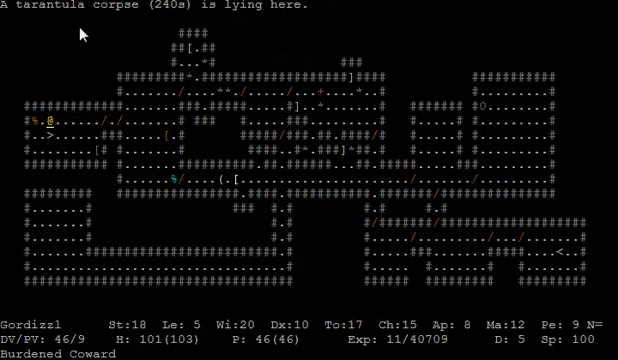 A tarantula corpse (240s) is lying here.
Gordizzl St:18 Le: 5 Wi:20 Dx:10 To:17 Ch:15 Ap: 8 Ma:12 Pe: 9 N=
DV/PV: 46/9 H: 101(103) P: 46(46) Exp: 11/40709 D: 5 Sp: 100
Burdened Coward